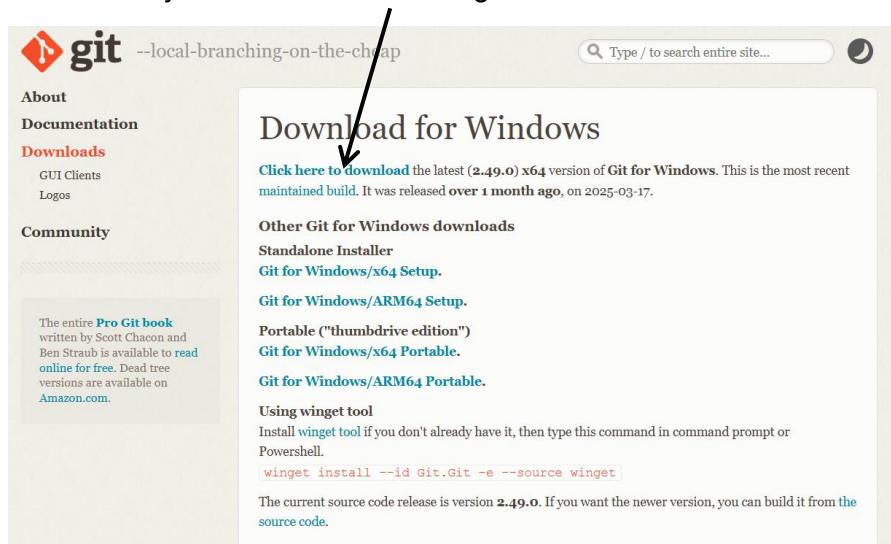 git --local-branching-on-the-cheap
Type / to search entire site...
About
Documentation
Downloads
GUI Clients
Logos
Community
The entire Pro Git book
written by Scott Chacon and
Ben Straub is available to read
online for free. Dead tree
versions are available on
Amazon.com.
Download for Windows
Click here to download the latest (2.49.0) x64 version of Git for Windows. This is the most recent
maintained build. It was released over 1 month ago, on 2025-03-17.
Other Git for Windows downloads
Standalone Installer
Git for Windows/x64 Setup.
Git for Windows/ARM64 Setup.
Portable ("thumbdrive edition")
Git for Windows/x64 Portable.
Git for Windows/ARM64 Portable.
Using winget tool
Install winget tool if you don't already have it, then type this command in command prompt or
Powershell.
winget install --id Git.Git -e --source winget
The current source code release is version 2.49.0. If you want the newer version, you can build it from the
source code.